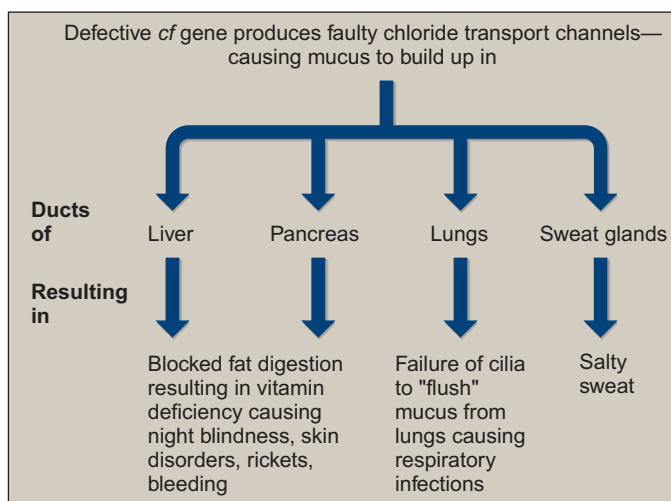 Defective cf gene produces faulty chloride transport channels—
causing mucus to build up in
Ducts
of
Liver
Pancreas
Lungs
Sweat glands
Resulting
in
Blocked fat digestion
resulting in vitamin
deficiency causing
night blindness, skin
disorders, rickets,
bleeding
Failure of cilia
to "flush"
mucus from
lungs causing
respiratory
infections
Salty
sweat